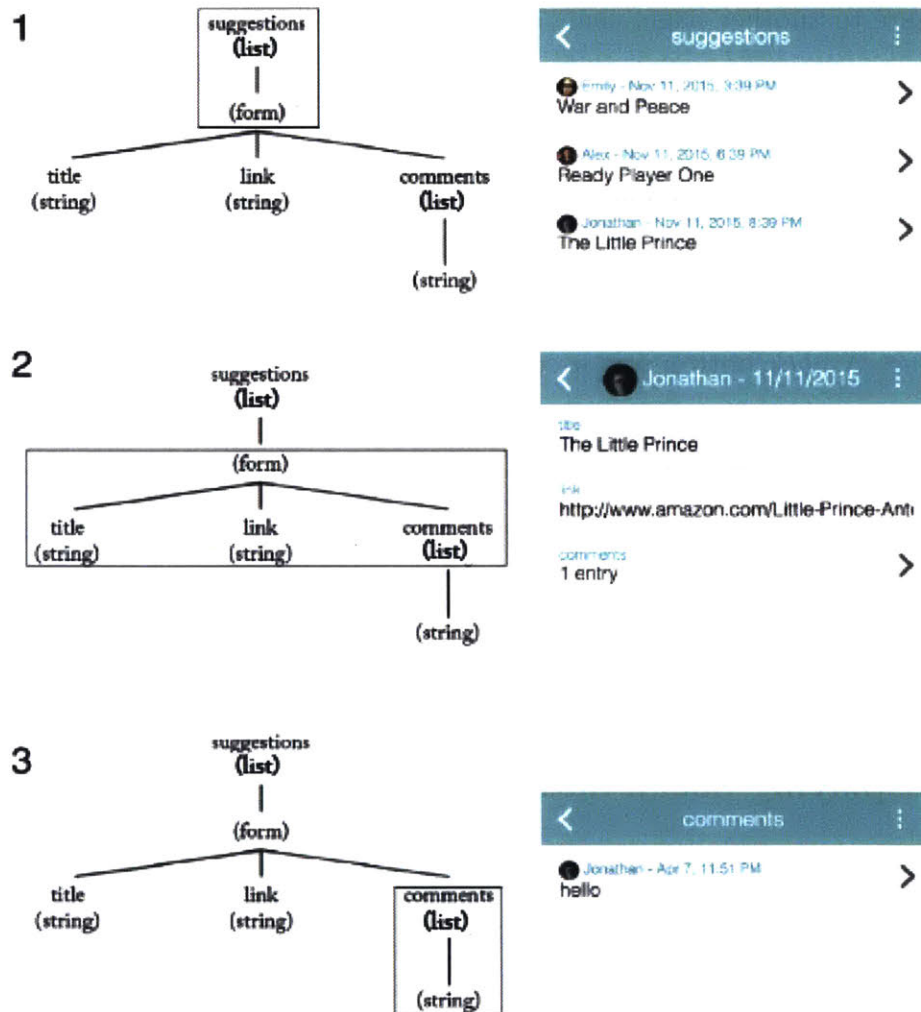 1
suggestions
(list)
(form)
title
(string)
link
(string)
comments
(list)
(string)
suggestions
Emily - Nov 11, 2015, 3:39 PM
War and Peace
Alex - Nov 11, 2015, 6:39 PM
Ready Player One
Jonathan - Nov 11, 2015, 8:39 PM
The Little Prince
2
suggestions
(list)
(form)
title
(string)
link
(string)
comments
(list)
(string)
Jonathan - 11/11/2015
title
The Little Prince
link
http://www.amazon.com/Little-Prince-Ant
comments
1 entry
3
suggestions
(list)
(form)
title
(string)
link
(string)
comments
(list)
(string)
comments
Jonathan - Apr 7, 11:51 PM
hello